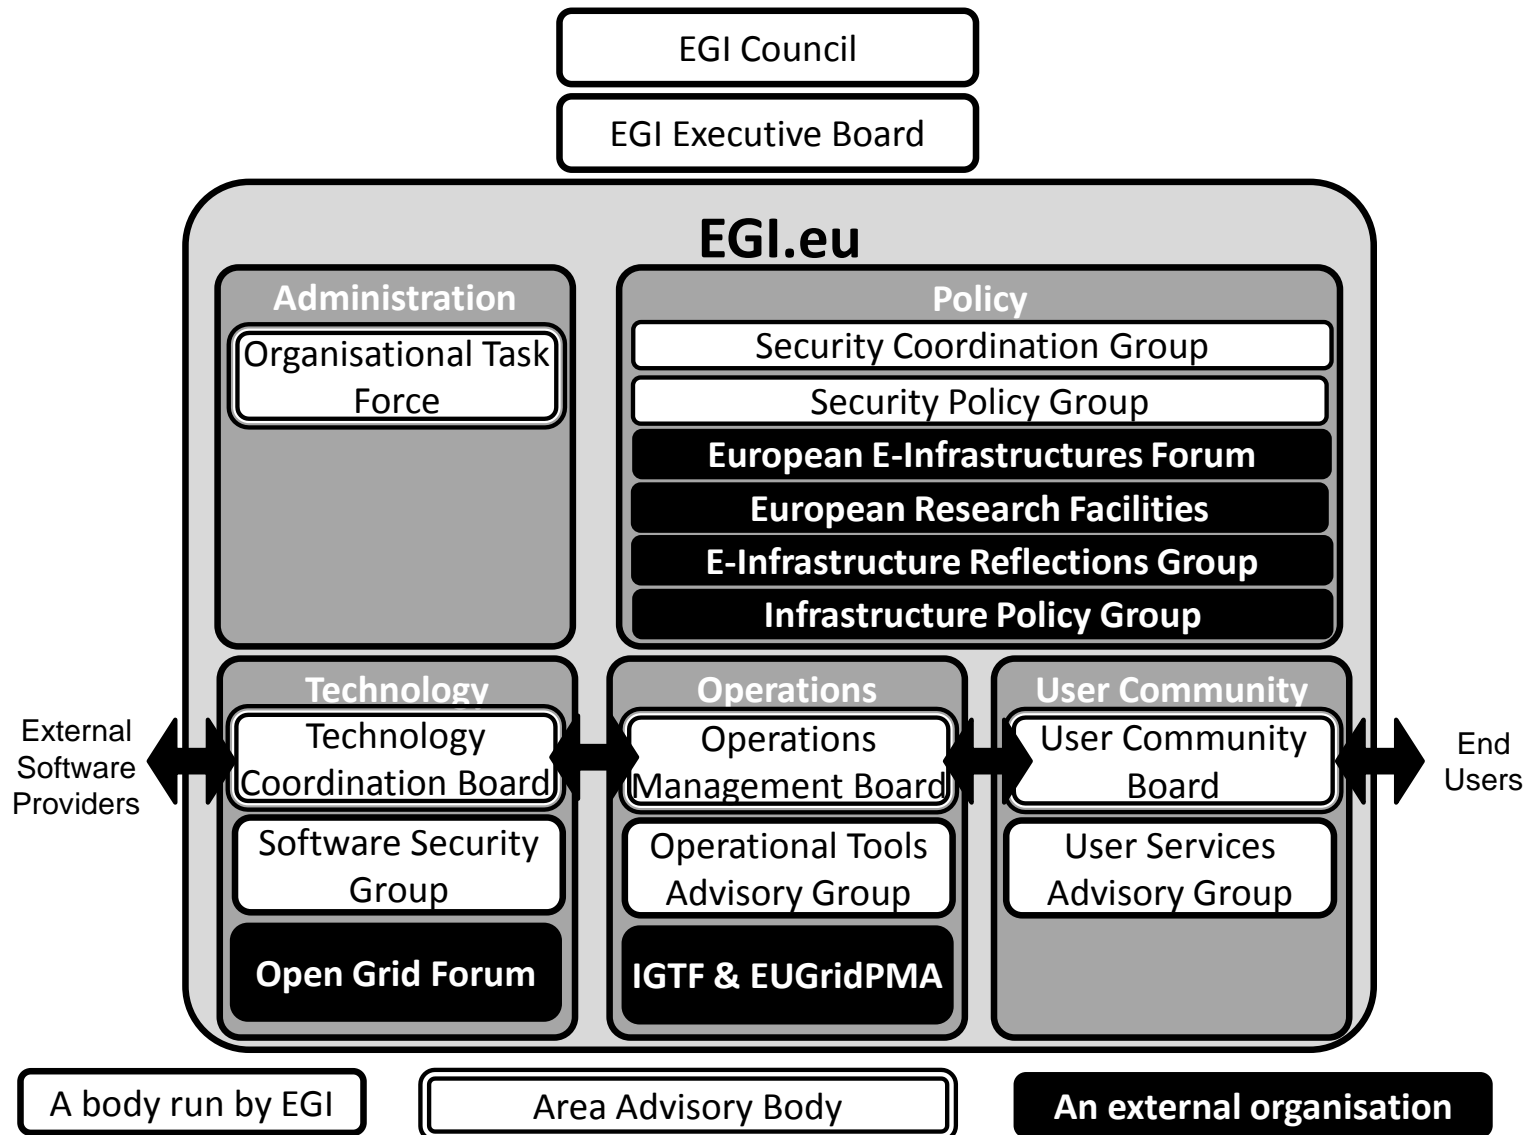 EGI Council
EGI Executive Board
EGI.eu
Administration
Organisational Task
Force
Policy
Security Coordination Group
Security Policy Group
European E-Infrastructures Forum
European Research Facilities
E-Infrastructure Reflections Group
Infrastructure Policy Group
External
Software
Providers
Technology
Technology
Coordination Board
Software Security
Group
Open Grid Forum
Operations
Operations
Management Board
Operational Tools
Advisory Group
IGTF & EUGridPMA
User Community
User Community
Board
User Services
Advisory Group
End
Users
A body run by EGI
Area Advisory Body
An external organisation